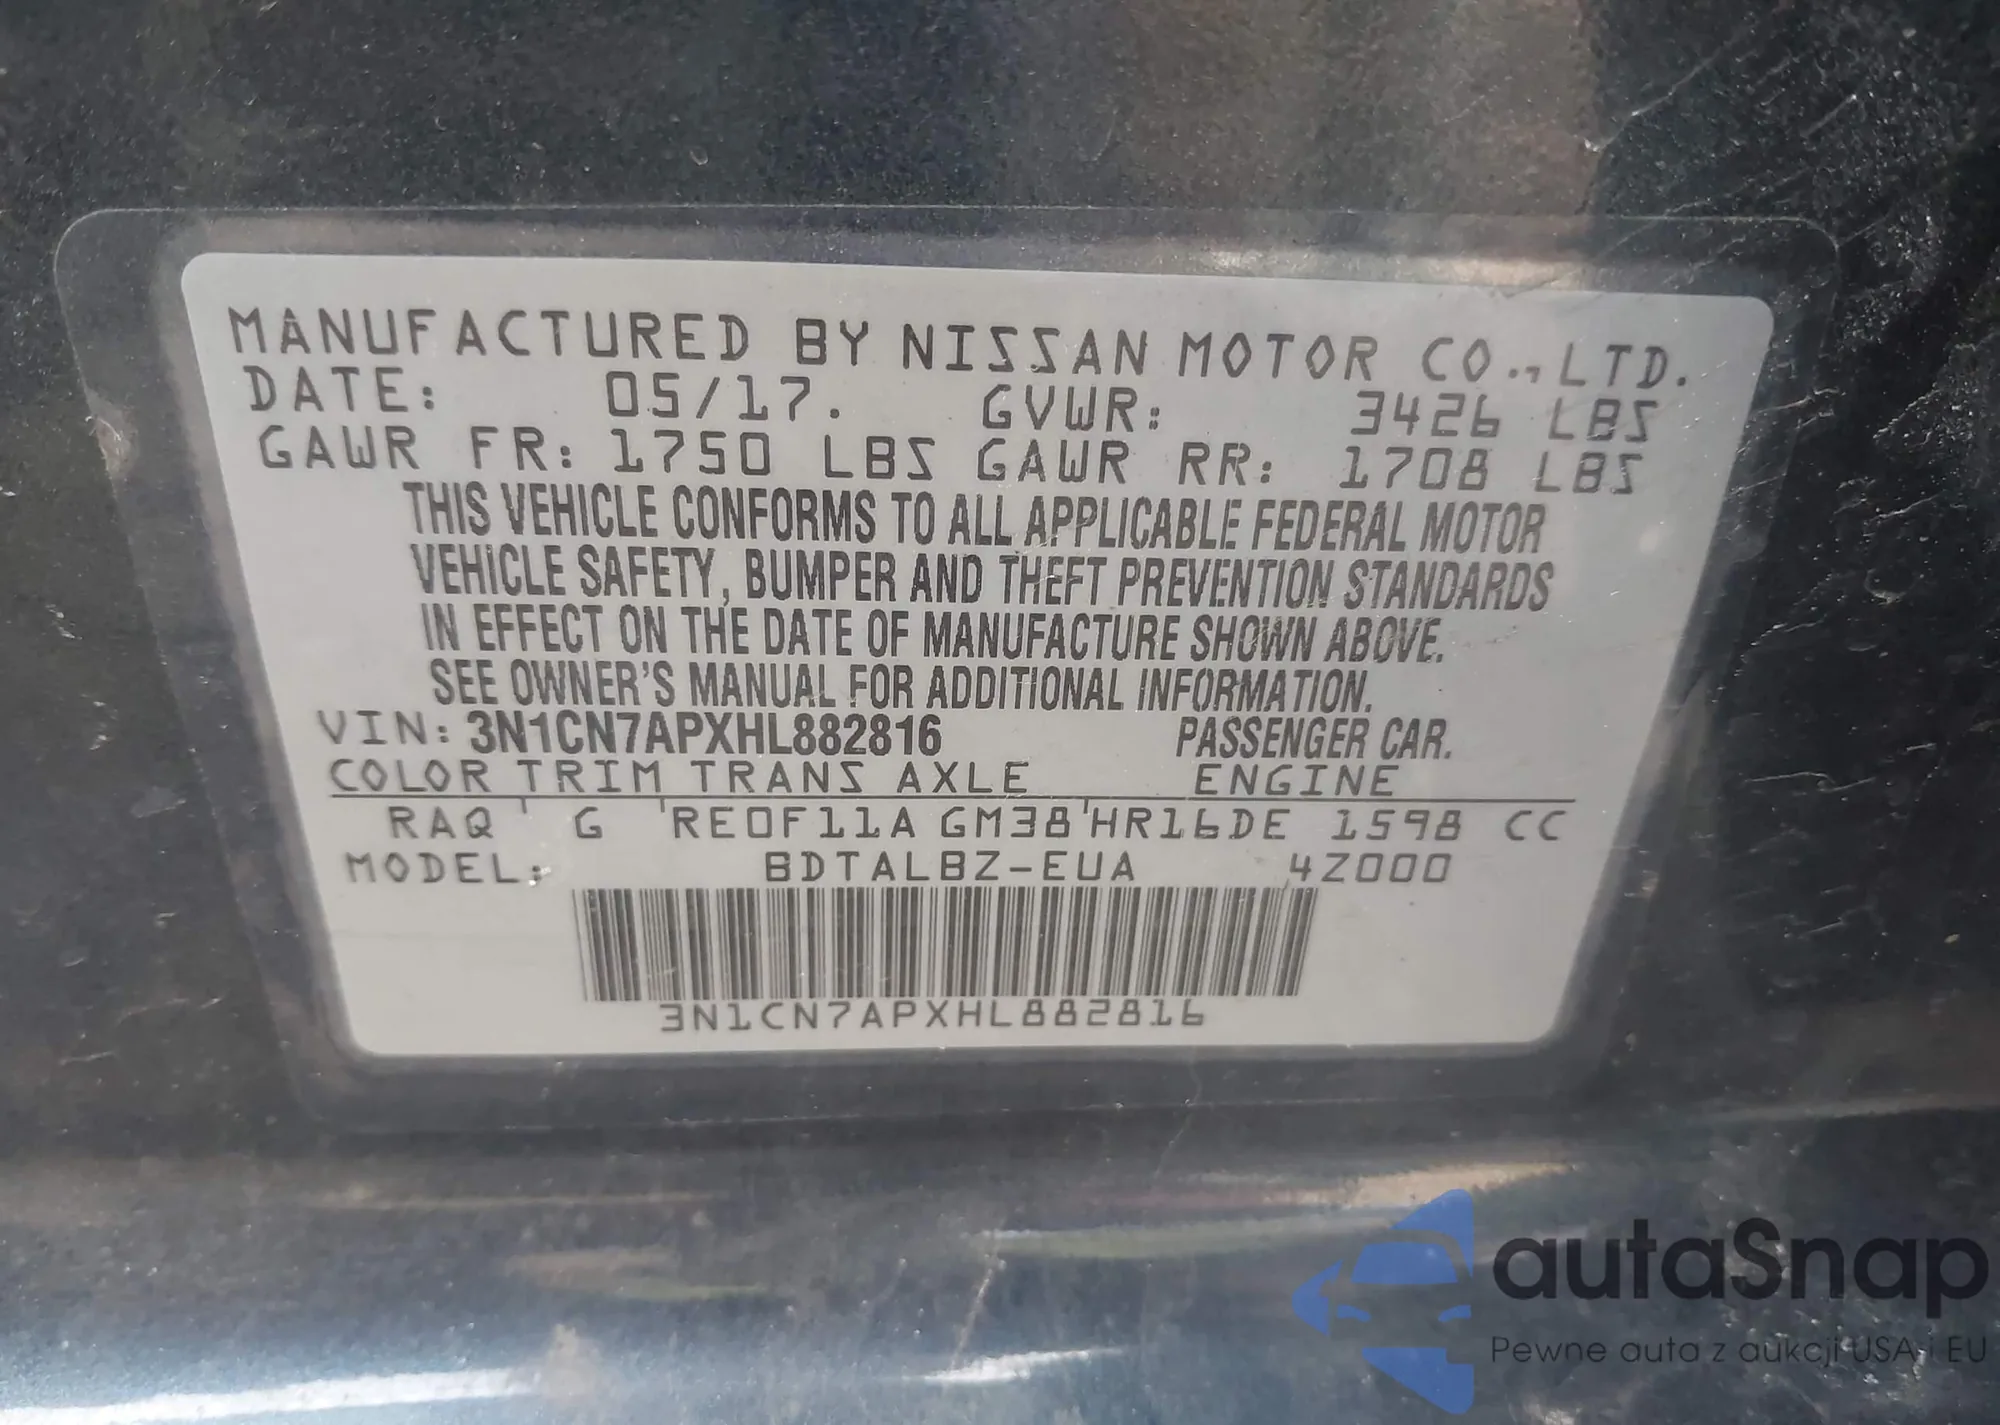 MANUFACTURED BY NISSAN MOTOR CO., LTD.
DATE: 05/17. GVWR: 3426 LBS
GAWR FR: 1750 LBS GAWR RR: 1708 LBS
THIS VEHICLE CONFORMS TO ALL APPLICABLE FEDERAL MOTOR
VEHICLE SAFETY, BUMPER AND THEFT PREVENTION STANDARDS
IN EFFECT ON THE DATE OF MANUFACTURE SHOWN ABOVE.
SEE OWNER'S MANUAL FOR ADDITIONAL INFORMATION.
VIN: 3N1CN7APXHL882816 PASSENGER CAR.
COLOR TRIM TRANS AXLE ENGINE
RAQ ' G ' RE0F11A GM38 ' HR16DE 1598 CC
MODEL: BDTALBZ-EUA 4Z000
3N1CN7APXHL882816
autaSnap
Pewne auta z aukcji USA i EU